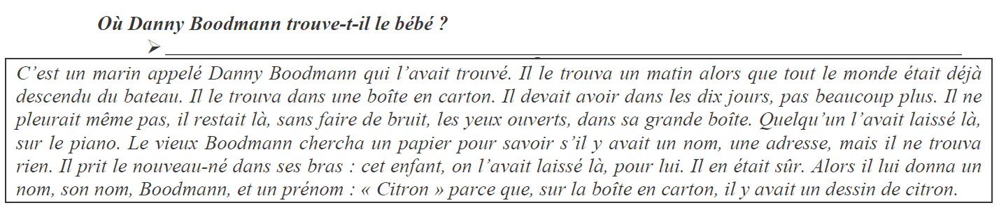 Où Danny Boodmann trouve-t-il le bébé ?
➢ ______________________________________________
C’est un marin appelé Danny Boodmann qui l’avait trouvé. Il le trouva un matin alors que tout le monde était déjà
descendu du bateau. Il le trouva dans une boîte en carton. Il devait avoir dans les dix jours, pas beaucoup plus. Il ne
pleurait même pas, il restait là, sans faire de bruit, les yeux ouverts, dans sa grande boîte. Quelqu’un l’avait laissé là,
sur le piano. Le vieux Boodmann chercha un papier pour savoir s’il y avait un nom, une adresse, mais il ne trouva
rien. Il prit le nouveau-né dans ses bras : cet enfant, on l’avait laissé là, pour lui. Il en était sûr. Alors il lui donna un
nom, son nom, Boodmann, et un prénom : « Citron » parce que, sur la boîte en carton, il y avait un dessin de citron.